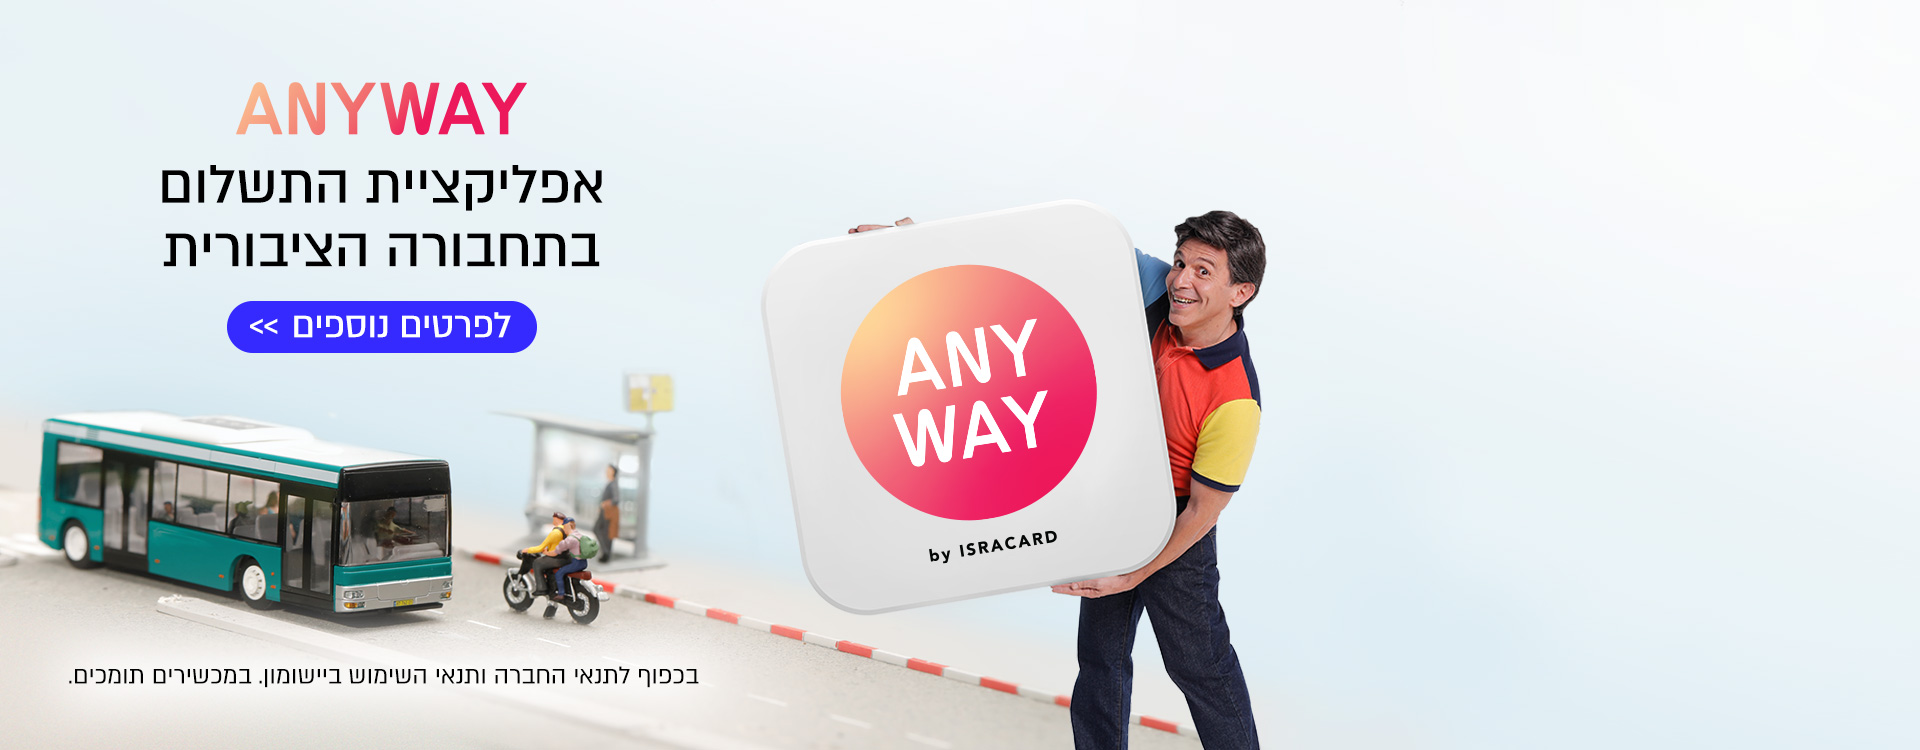 ANYWAY
אפליקציית התשלום
בתחבורה הציבורית
לפרטים נוספים >>
ANY
WAY
by ISRACARD
בכפוף לתנאי החברה ותנאי השימוש ביישומון. במכשירים תומכים.